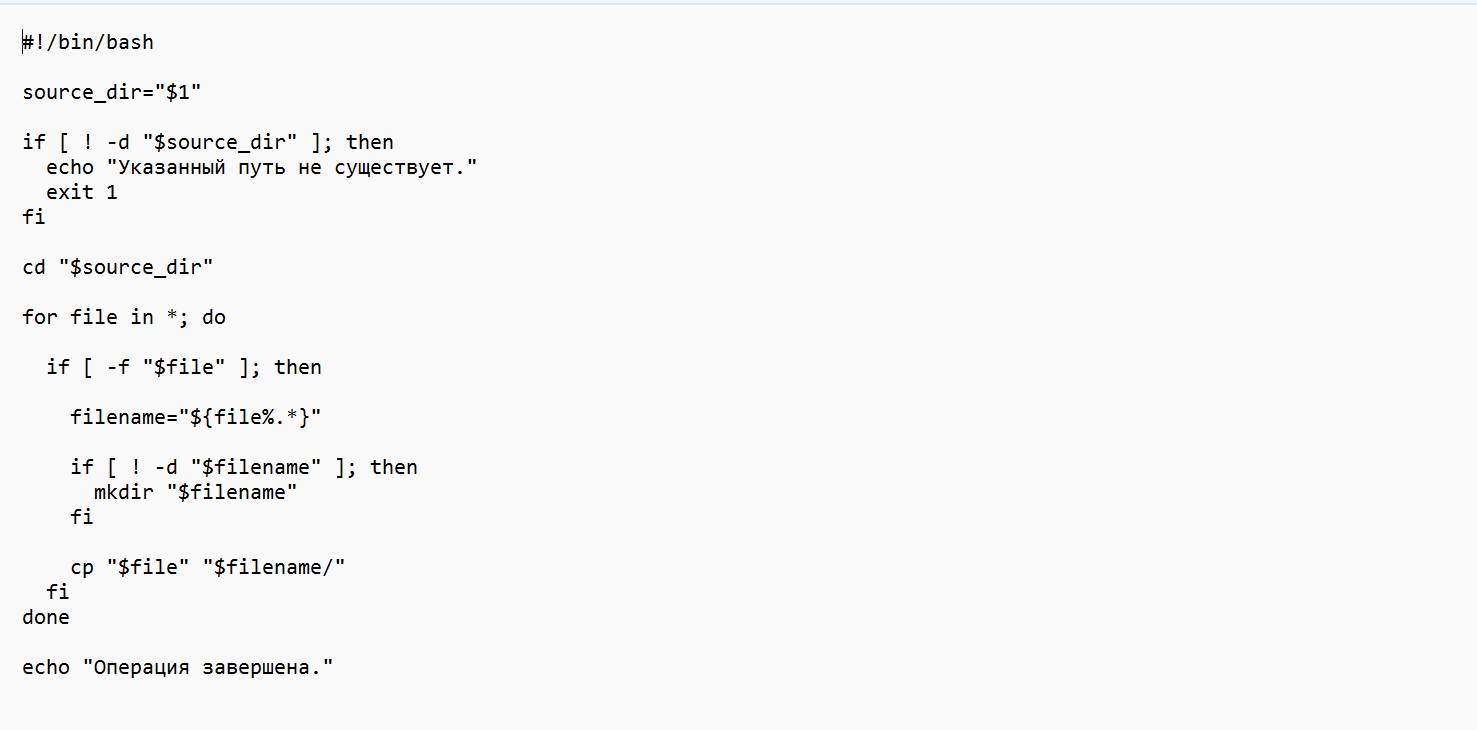 #!/bin/bash
source_dir="$1"
if [ ! -d "$source_dir" ]; then
  echo "Указанный путь не существует."
  exit 1
fi
cd "$source_dir"
for file in *; do
  if [ -f "$file" ]; then
    filename="${file%.*}"
    if [ ! -d "$filename" ]; then
      mkdir "$filename"
    fi
    cp "$file" "$filename/"
  fi
done
echo "Операция завершена."